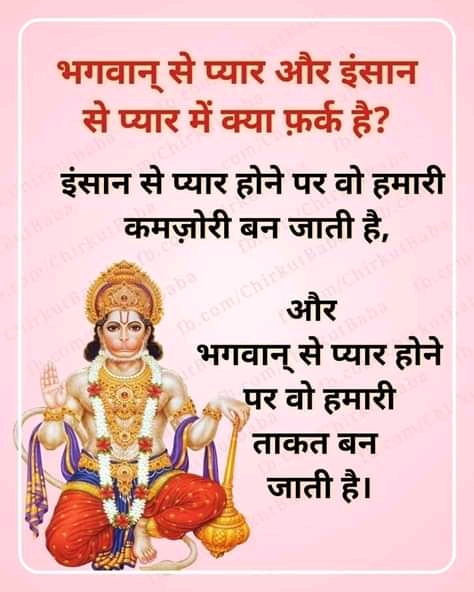 भगवान् से प्यार और इंसान
से प्यार में क्या फ़र्क है?
इंसान से प्यार होने पर वो हमारी
कमज़ोरी बन जाती है,
और
भगवान् से प्यार होने
पर वो हमारी
ताकत बन
जाती है।
fb.com/ChirkutBaba